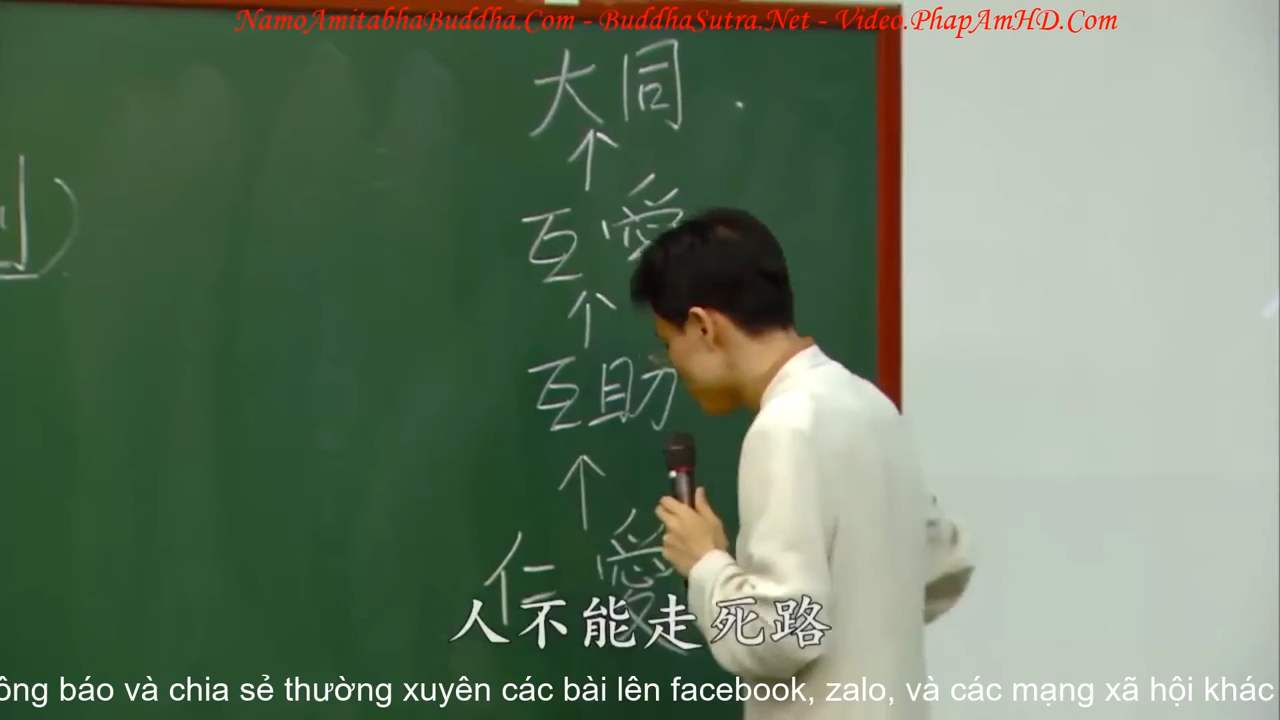 NamoAmitabhaBuddha.Com - BuddhaSutra.Net - Video.PhapAmHD.Com
大同
互愛
互助
仁愛
人不能走死路
ông báo và chia sẻ thường xuyên các bài lên facebook, zalo, và các mạng xã hội khác